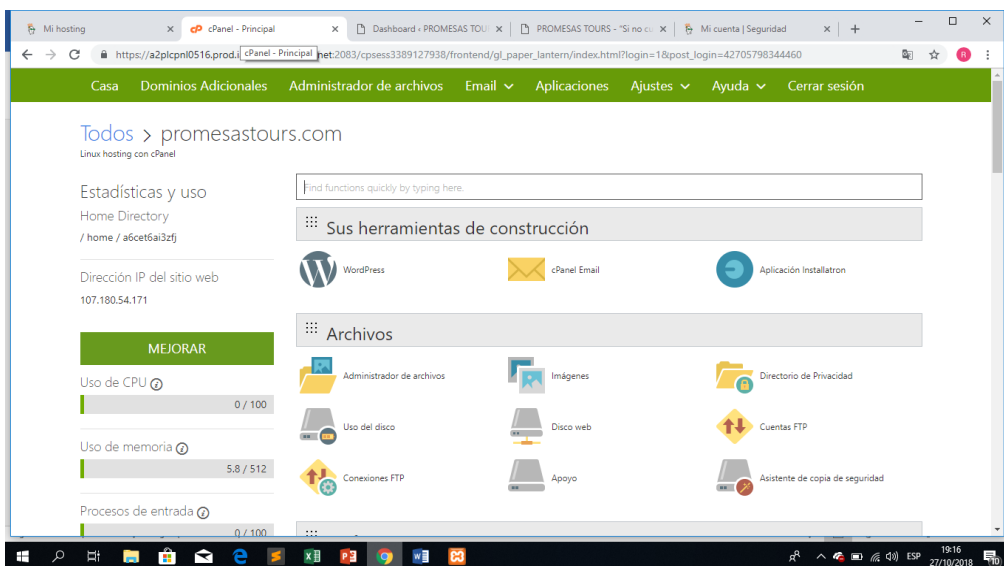 Mi hosting
cPanel - Principal
Dashboard ‹ PROMESAS TOU
PROMESAS TOURS - "Si no cu
Mi cuenta | Seguridad
https://a2plcpnl0516.prod.i
net:2083/cpsess3389127938/frontend/gl_paper_lantern/index.html?login=1&post_login=42705798344460
R
cPanel - Principal
Casa
Dominios Adicionales
Administrador de archivos
Email
Aplicaciones
Ajustes
Ayuda
Cerrar sesión
Todos > promesastours.com
Linux hosting con cPanel
Estadísticas y uso
Home Directory
/ home / a6cet6ai3zfj
Dirección IP del sitio web
107.180.54.171
MEJORAR
Uso de CPU
0 / 100
Uso de memoria
5.8 / 512
Procesos de entrada
0 / 100
Find functions quickly by typing here.
Sus herramientas de construcción
WordPress
cPanel Email
Aplicación Installatron
Archivos
Administrador de archivos
Imágenes
Directorio de Privacidad
Uso del disco
Disco web
Cuentas FTP
Conexiones FTP
Apoyo
Asistente de copia de seguridad
ESP
19:16
27/10/2018